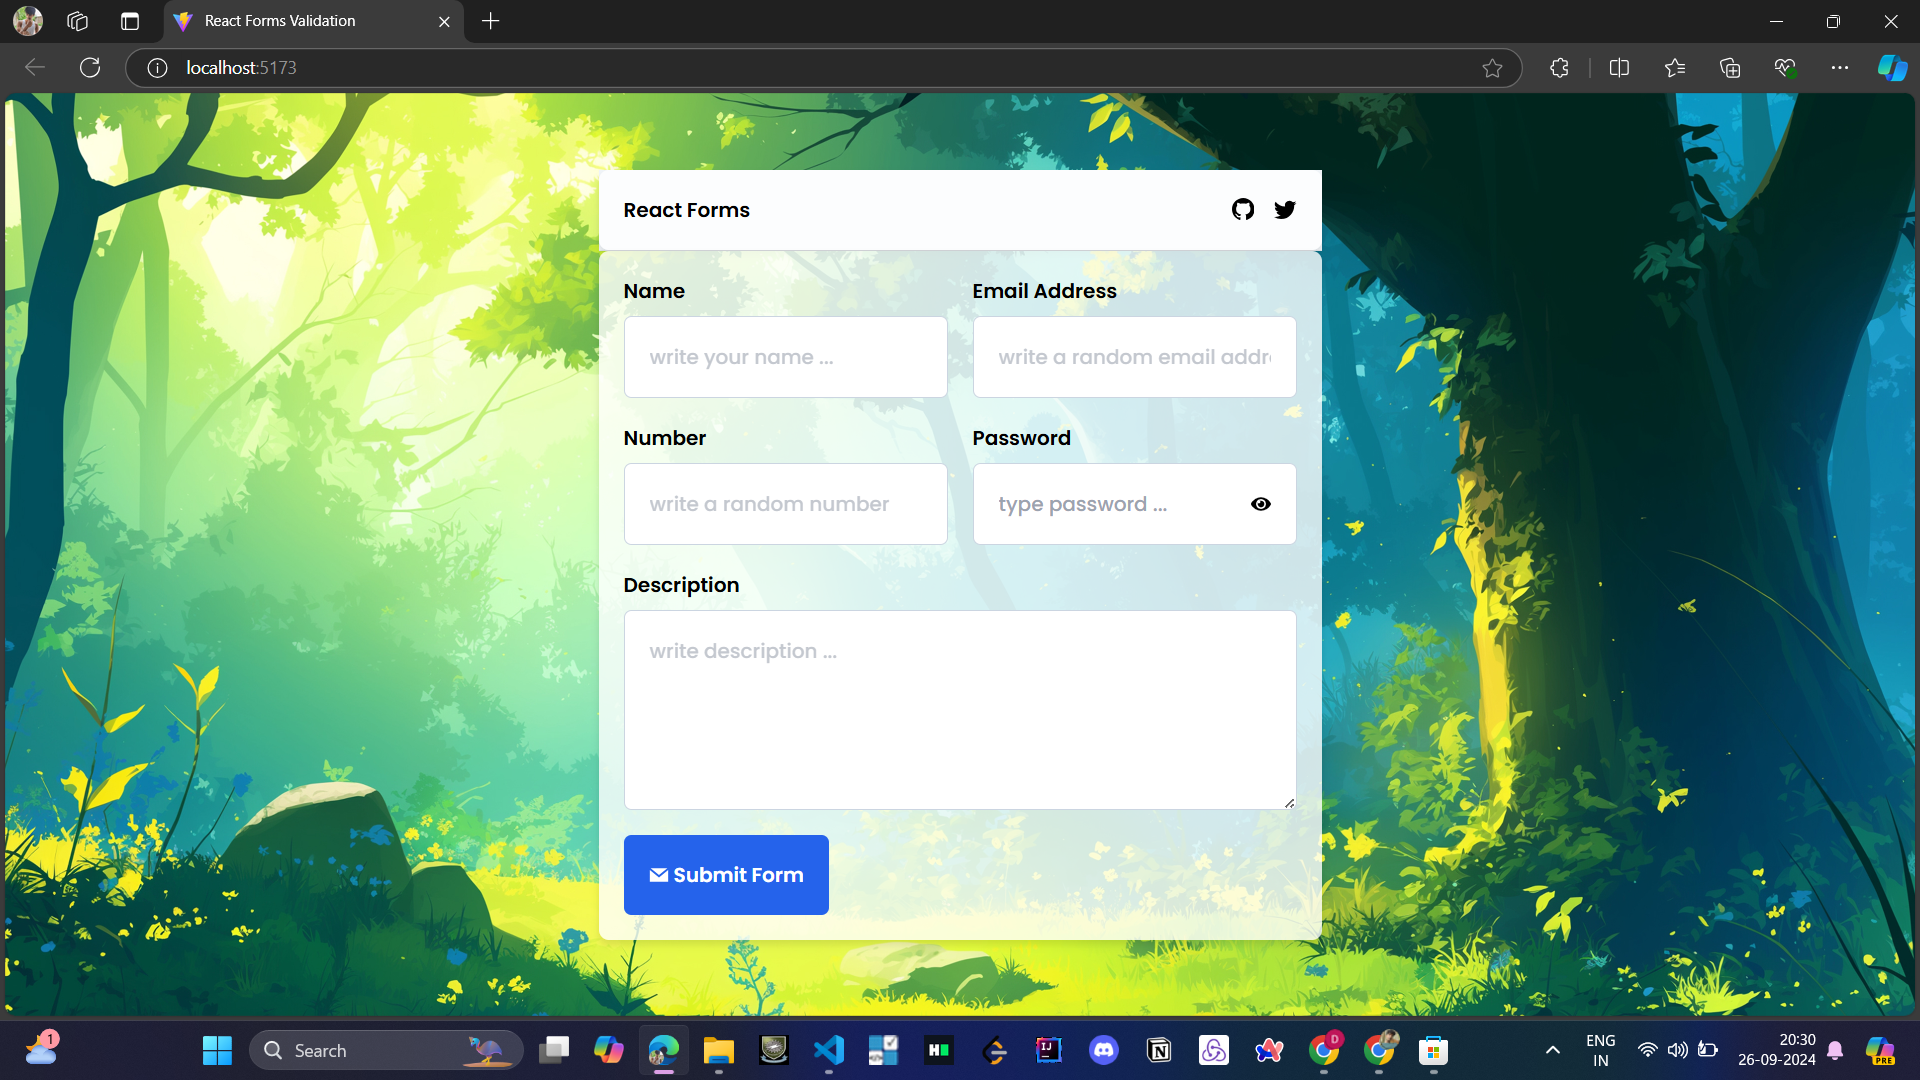 React Forms Validation
localhost:5173
React Forms
Name
Email Address
write your name ...
write a random email addr
Number
Password
write a random number
type password ...
Description
write description ...
Submit Form
1
Search
H
IJ
N
D
ENG
IN
20:30
26-09-2024
PRE